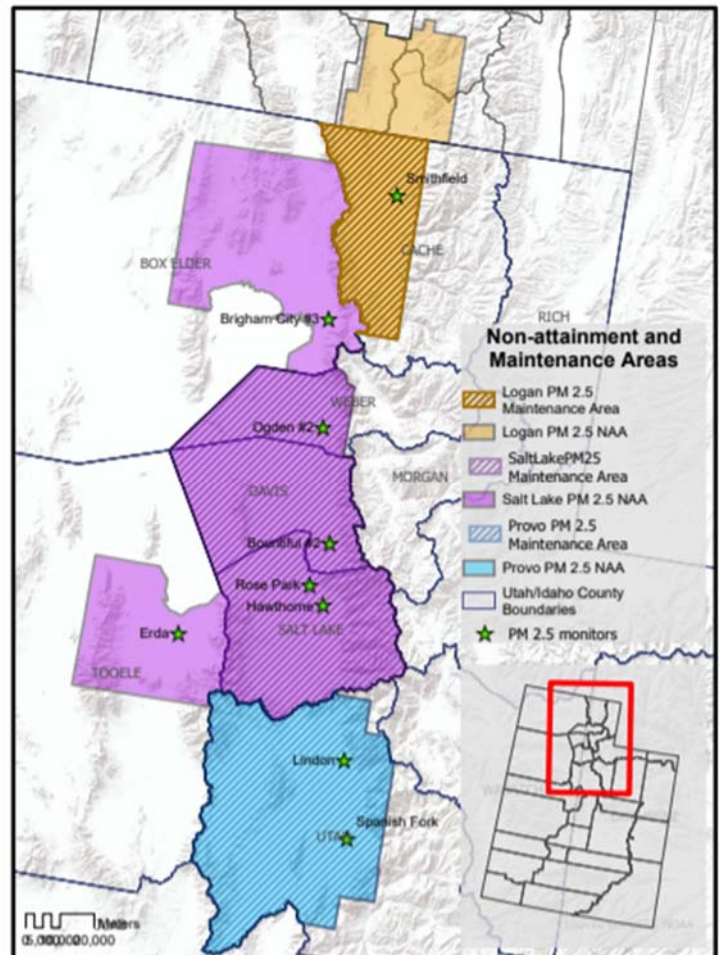 Smithfield
CACHE
BOX ELDER
RICH
Brigham City #3
Non-attainment and
Maintenance Areas
Logan PM 2.5
Maintenance Area
Logan PM 2.5 NAA
SaltLakePM25
Maintenance Area
Salt Lake PM 2.5 NAA
Provo PM 2.5
Maintenance Area
Provo PM 2.5 NAA
Utah/Idaho County
Boundaries
PM 2.5 monitors
WEBER
Ogden #2
MORGAN
DAVIS
Bountiful #2
Rose Park
Hawthorne
SALT LAKE
Erda
TOOELE
Lindon
Spanish Fork
UTAH
NOAA